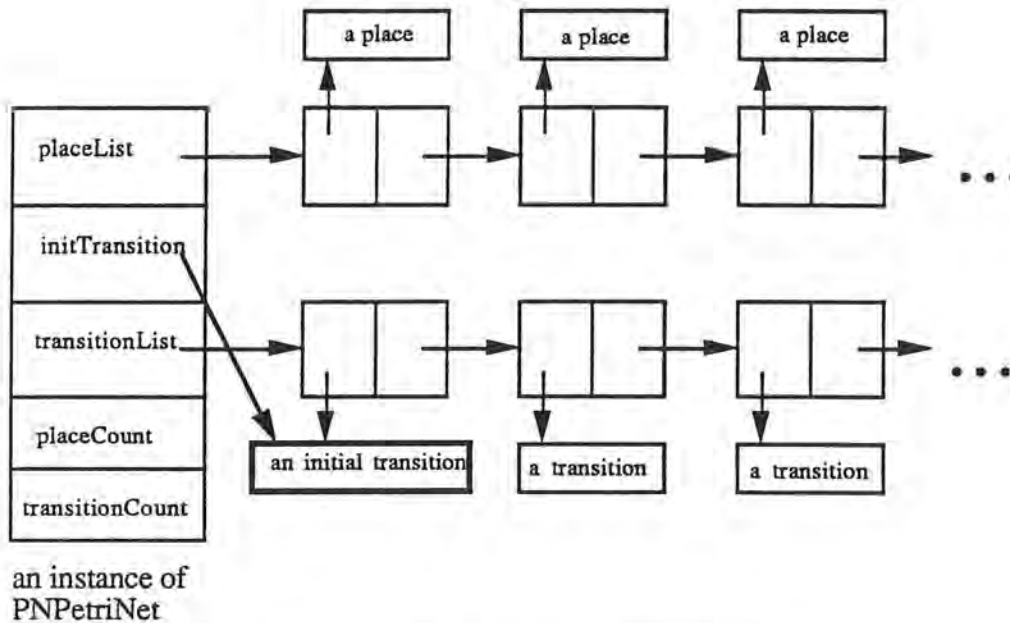 a place
a place
a place
placeList
• • •
initTransition
transitionList
• • •
placeCount
an initial transition
a transition
a transition
transitionCount
an instance of
PNPetriNet